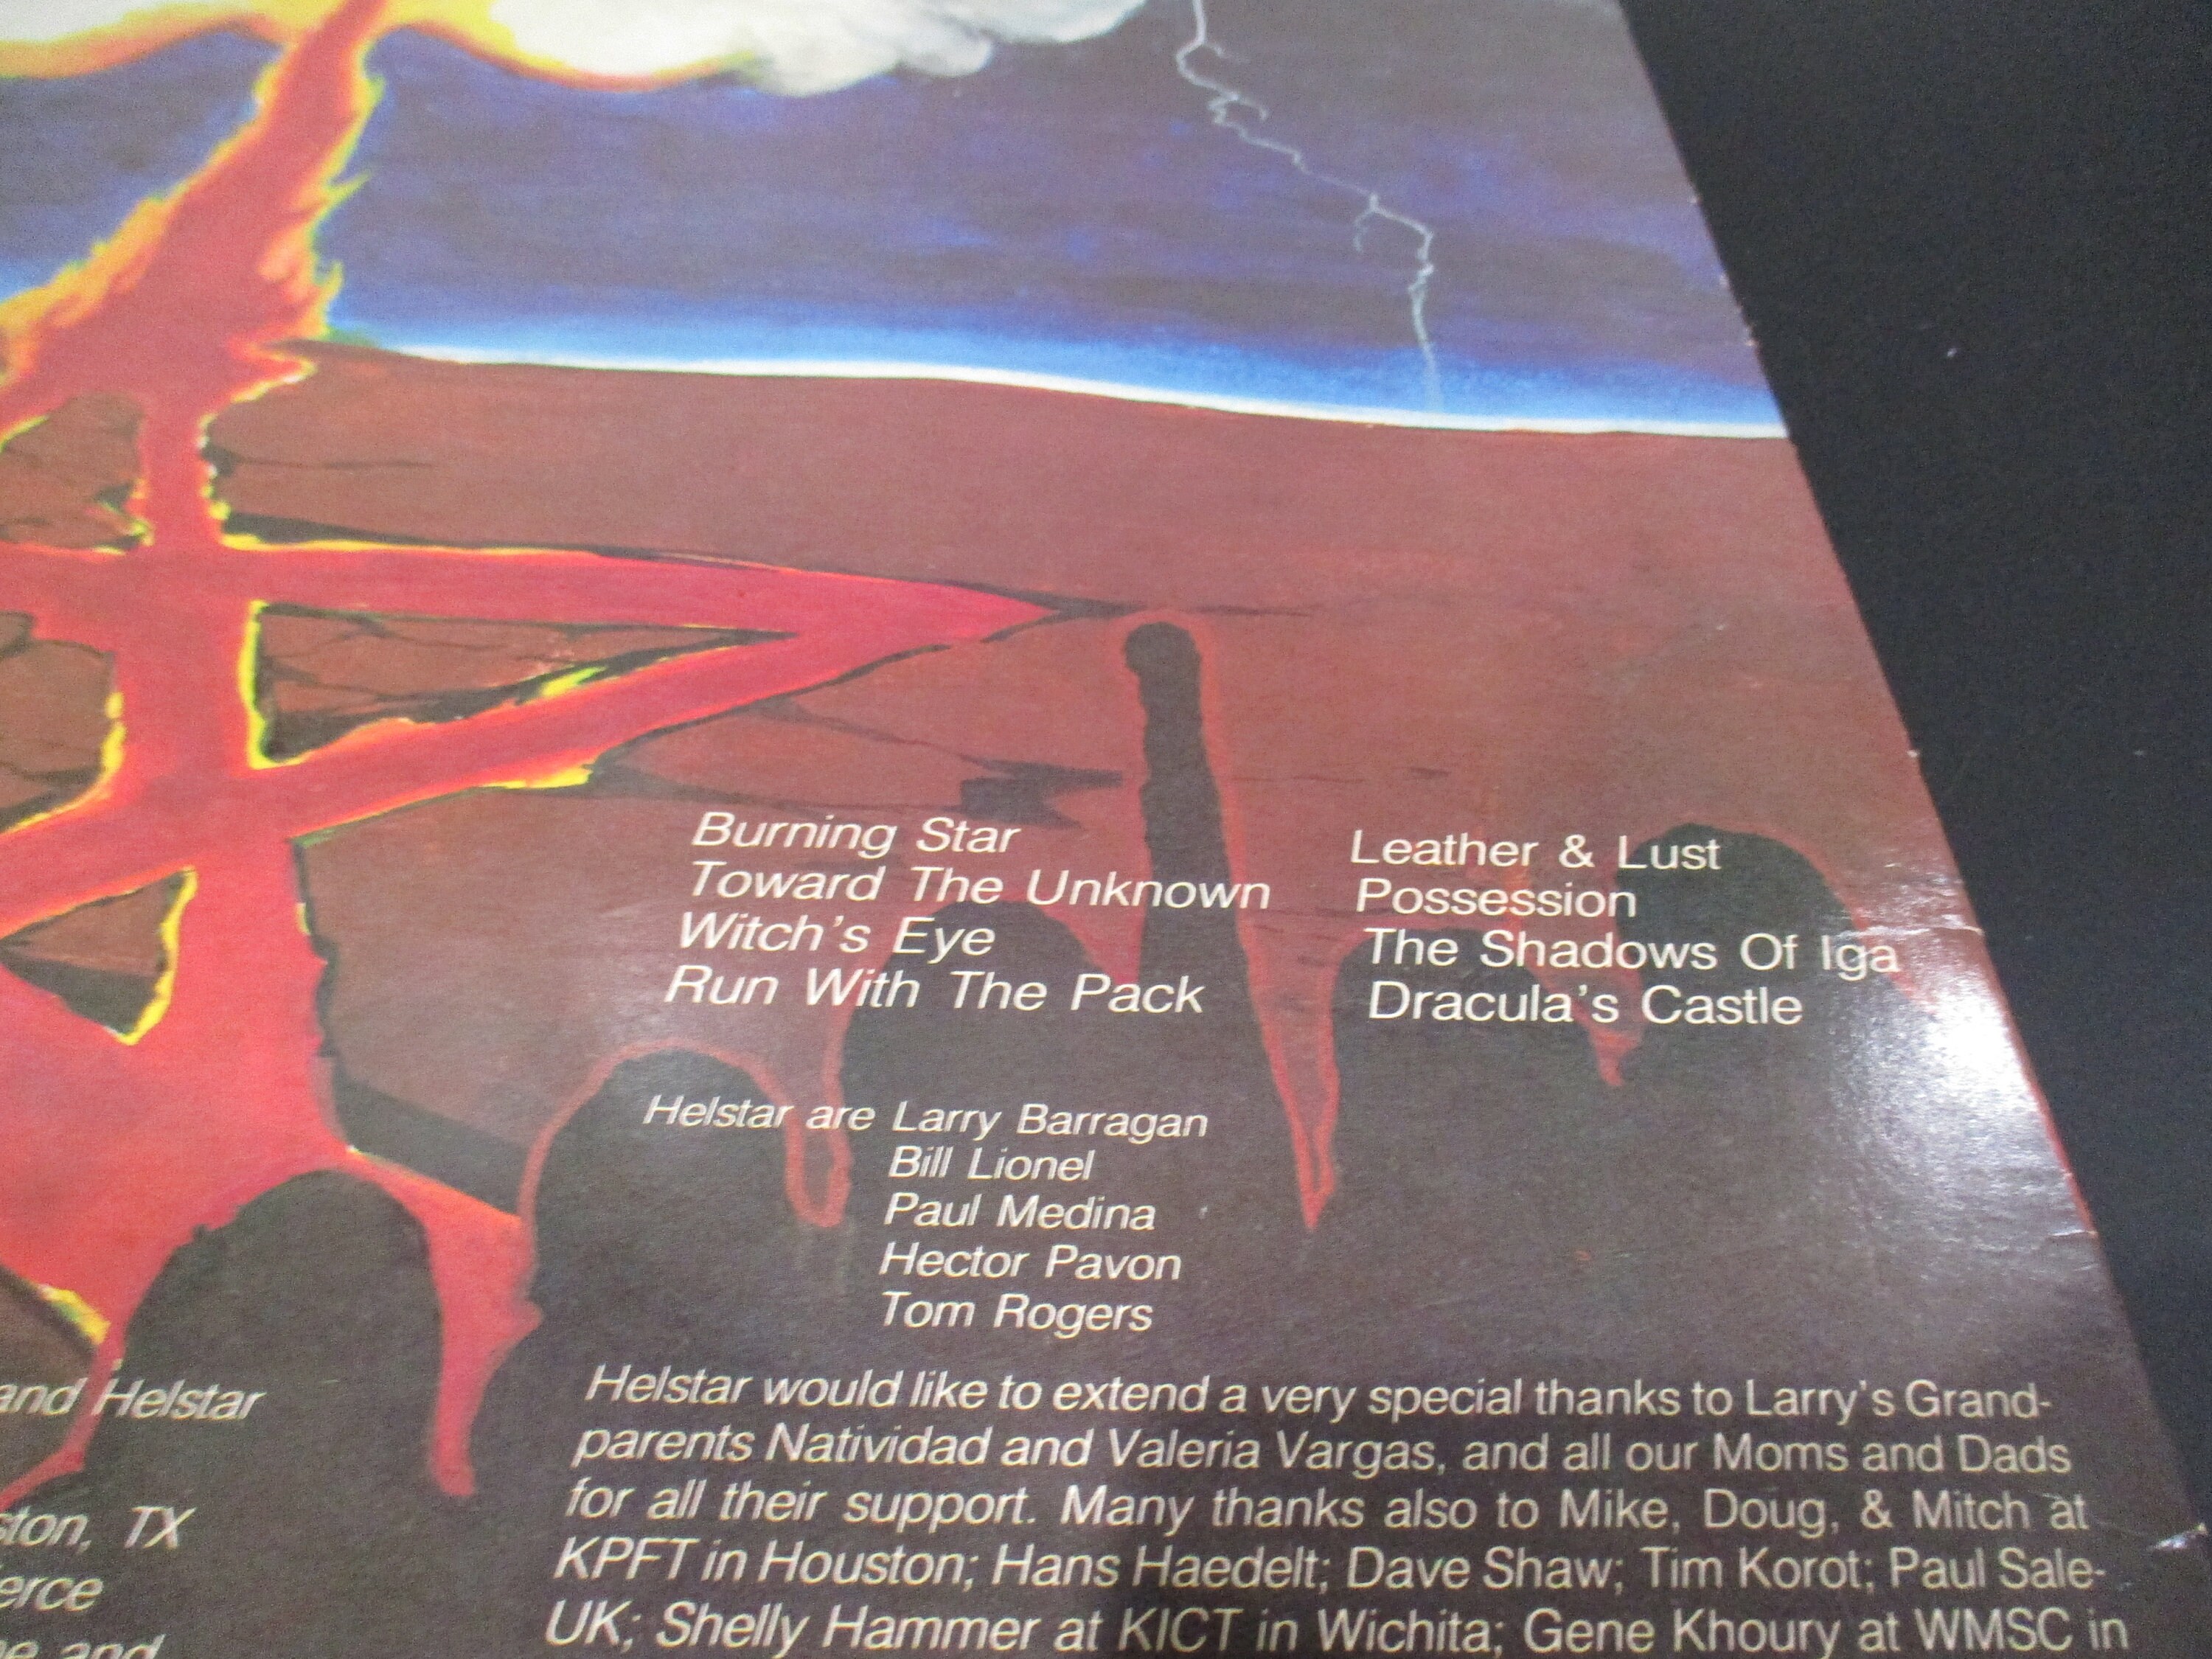 Burning Star
Toward The Unknown
Witch's Eye
Run With The Pack
Leather & Lust
Possession
The Shadows Of Iga
Dracula's Castle
Helstar are Larry Barragan
Bill Lionel
Paul Medina
Hector Pavon
Tom Rogers
and Helstar
ston, TX
erce
and
Helstar would like to extend a very special thanks to Larry's Grand-
parents Natividad and Valeria Vargas, and all our Moms and Dads
for all their support. Many thanks also to Mike, Doug, & Mitch at
KPFT in Houston; Hans Haedelt; Dave Shaw; Tim Korot; Paul Sale-
UK; Shelly Hammer at KICT in Wichita; Gene Khoury at WMSC in